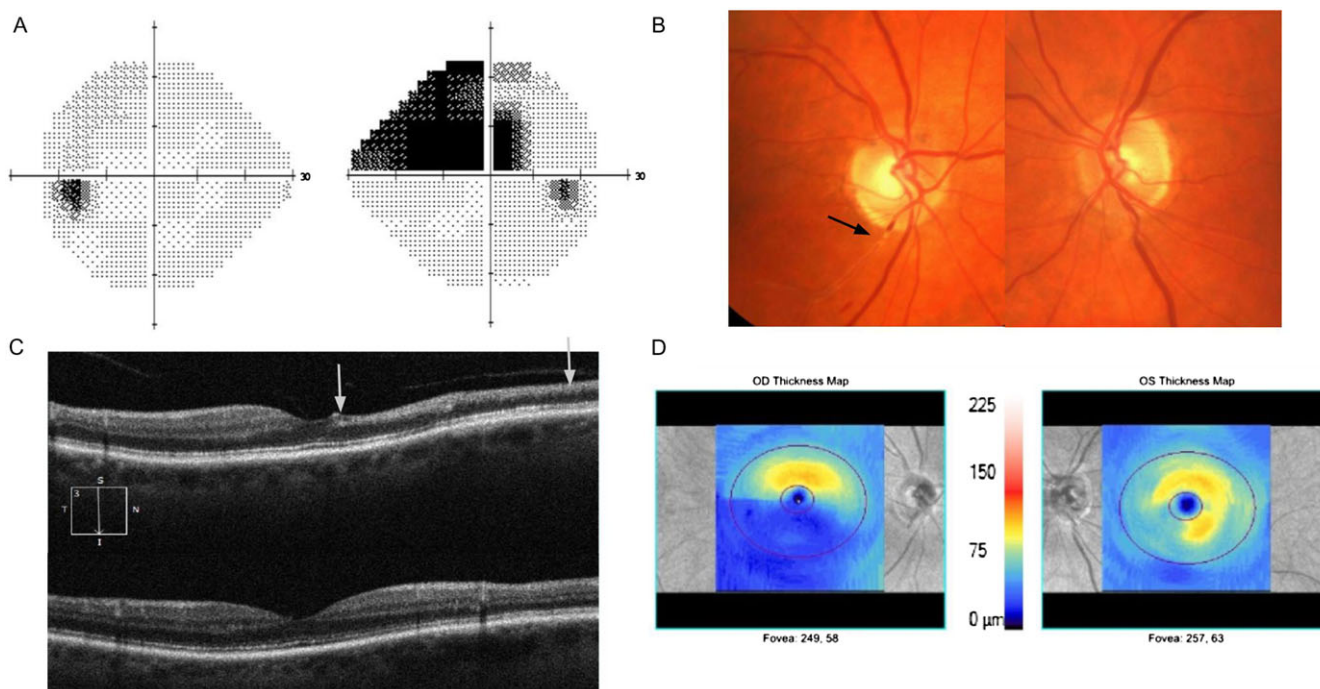 A
30
30
B
C
3
S
T
N
I
D
OD Thickness Map
OS Thickness Map
225
150
75
0 µm
Fovea: 249, 58
Fovea: 257, 63